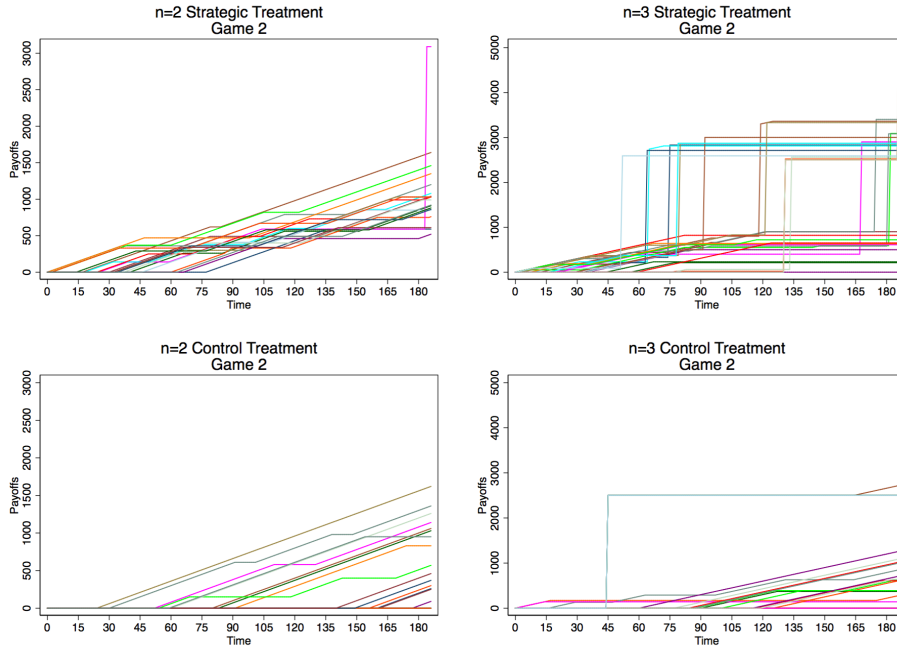 n=2 Strategic Treatment
Game 2
Payoffs
0 500 1000 1500 2000 2500 3000
0 15 30 45 60 75 90 105 120 135 150 165 180
Time
n=3 Strategic Treatment
Game 2
Payoffs
0 1000 2000 3000 4000 5000
0 15 30 45 60 75 90 105 120 135 150 165 180
Time
n=2 Control Treatment
Game 2
Payoffs
0 500 1000 1500 2000 2500 3000
0 15 30 45 60 75 90 105 120 135 150 165 180
Time
n=3 Control Treatment
Game 2
Payoffs
0 1000 2000 3000 4000 5000
0 15 30 45 60 75 90 105 120 135 150 165 180
Time